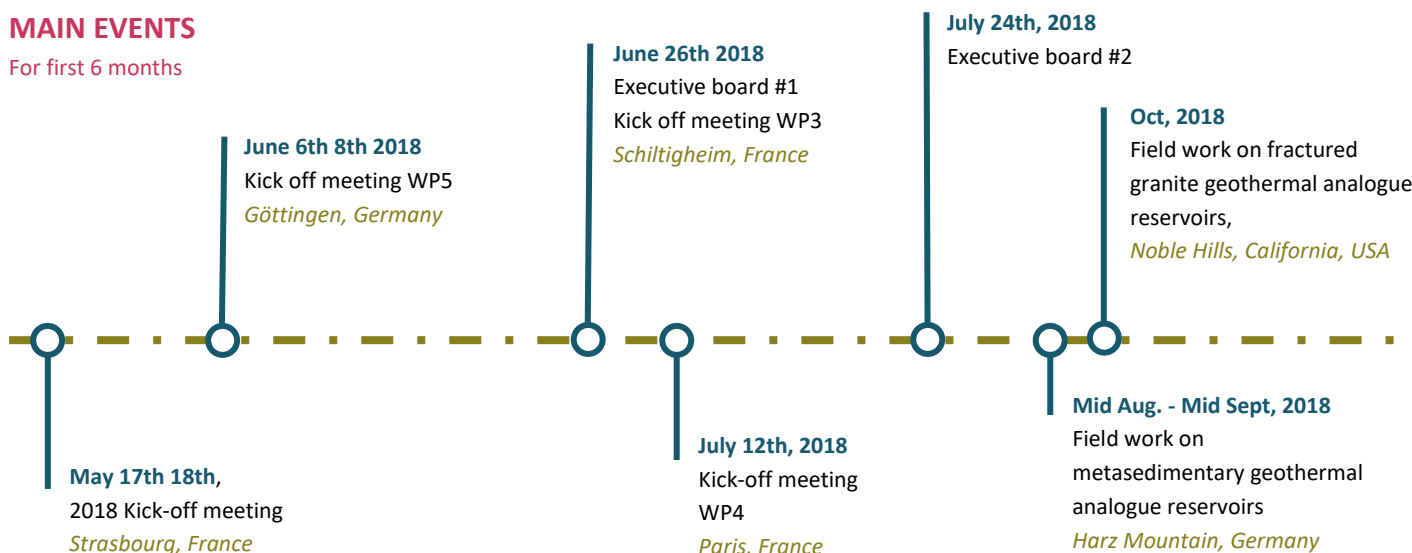 MAIN EVENTS
For first 6 months
May 17th 18th,
2018 Kick-off meeting
Strasbourg, France
June 6th 8th 2018
Kick off meeting WP5
Göttingen, Germany
June 26th 2018
Executive board #1
Kick off meeting WP3
Schiltigheim, France
July 12th, 2018
Kick-off meeting
WP4
Paris, France
July 24th, 2018
Executive board #2
Mid Aug. - Mid Sept, 2018
Field work on
metasedimentary geothermal
analogue reservoirs
Harz Mountain, Germany
Oct, 2018
Field work on fractured
granite geothermal analogue
reservoirs,
Noble Hills, California, USA